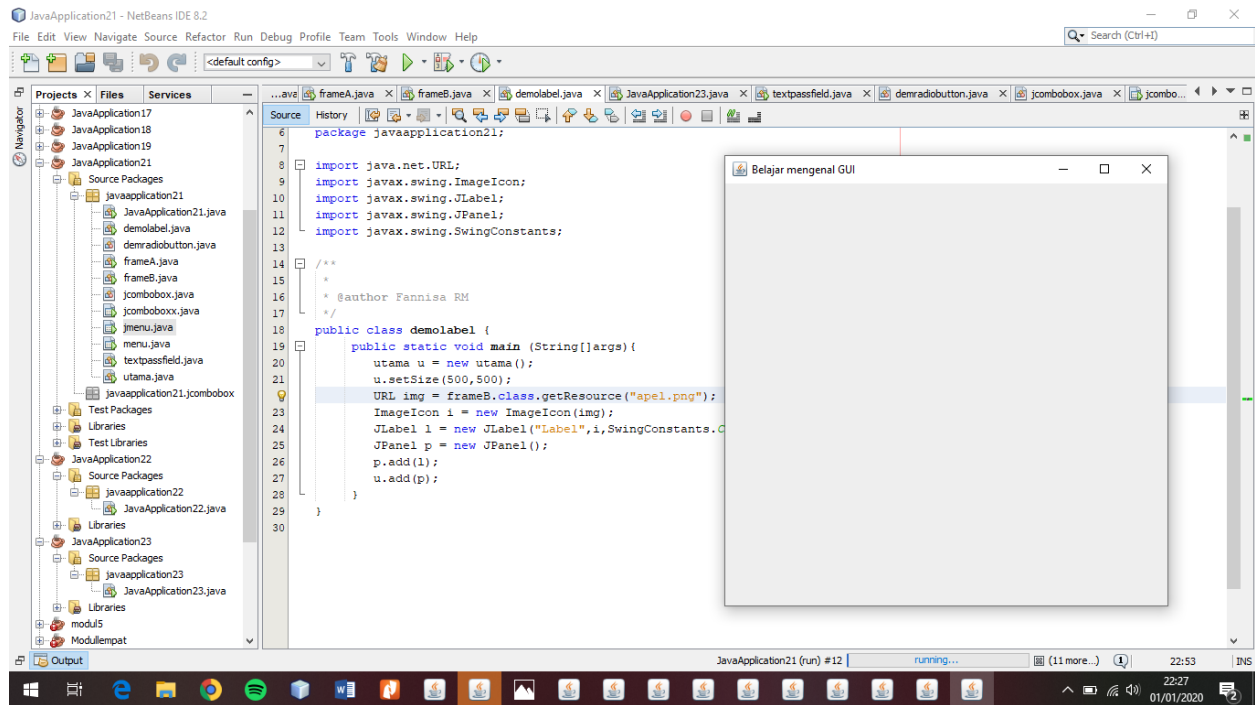 JavaApplication21 - NetBeans IDE 8.2
File Edit View Navigate Source Refactor Run Debug Profile Team Tools Window Help
Search (Ctrl+I)
<default config>
Projects Files Services
...ava frameA.java frameB.java demolabel.java JavaApplication23.java textpassfield.java demradiobutton.java jcombobox.java jcombo...
Navigator
JavaApplication17
JavaApplication18
JavaApplication19
JavaApplication21
Source Packages
javaapplication21
JavaApplication21.java
demolabel.java
demradiobutton.java
frameA.java
frameB.java
jcombobox.java
jcomboboxx.java
jmenu.java
menu.java
textpassfield.java
utama.java
javaapplication21.jcombobox
Test Packages
Libraries
Test Libraries
JavaApplication22
Source Packages
javaapplication22
JavaApplication22.java
Libraries
JavaApplication23
Source Packages
javaapplication23
JavaApplication23.java
Libraries
modul5
Modullempat
Source History
6 package javaapplication21;
7
8 import java.net.URL;
9 import javax.swing.ImageIcon;
10 import javax.swing.JLabel;
11 import javax.swing.JPanel;
12 import javax.swing.SwingConstants;
13
14 /**
15 *
16 * @author Fannisa RM
17 */
18 public class demolabel {
19 public static void main (String[]args){
20 utama u = new utama();
21 u.setSize(500,500);
URL img = frameB.class.getResource("apel.png");
23 ImageIcon i = new ImageIcon(img);
24 JLabel l = new JLabel("Label",i,SwingConstants.C
25 JPanel p = new JPanel();
26 p.add(l);
27 u.add(p);
28 }
29 }
30
Belajar mengenal GUI
Output
JavaApplication21 (run) #12 running... (11 more...) 1 22:53 INS
22:27
01/01/2020
2